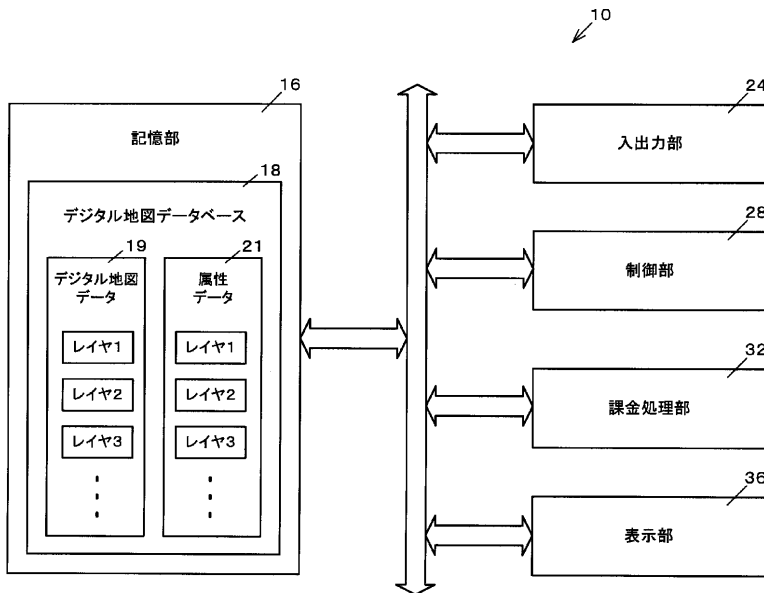 10
16
記憶部
18
デジタル地図データベース
19
デジタル地図
データ
レイヤ1
レイヤ2
レイヤ3
21
属性
データ
レイヤ1
レイヤ2
レイヤ3
24
入出力部
28
制御部
32
課金処理部
36
表示部